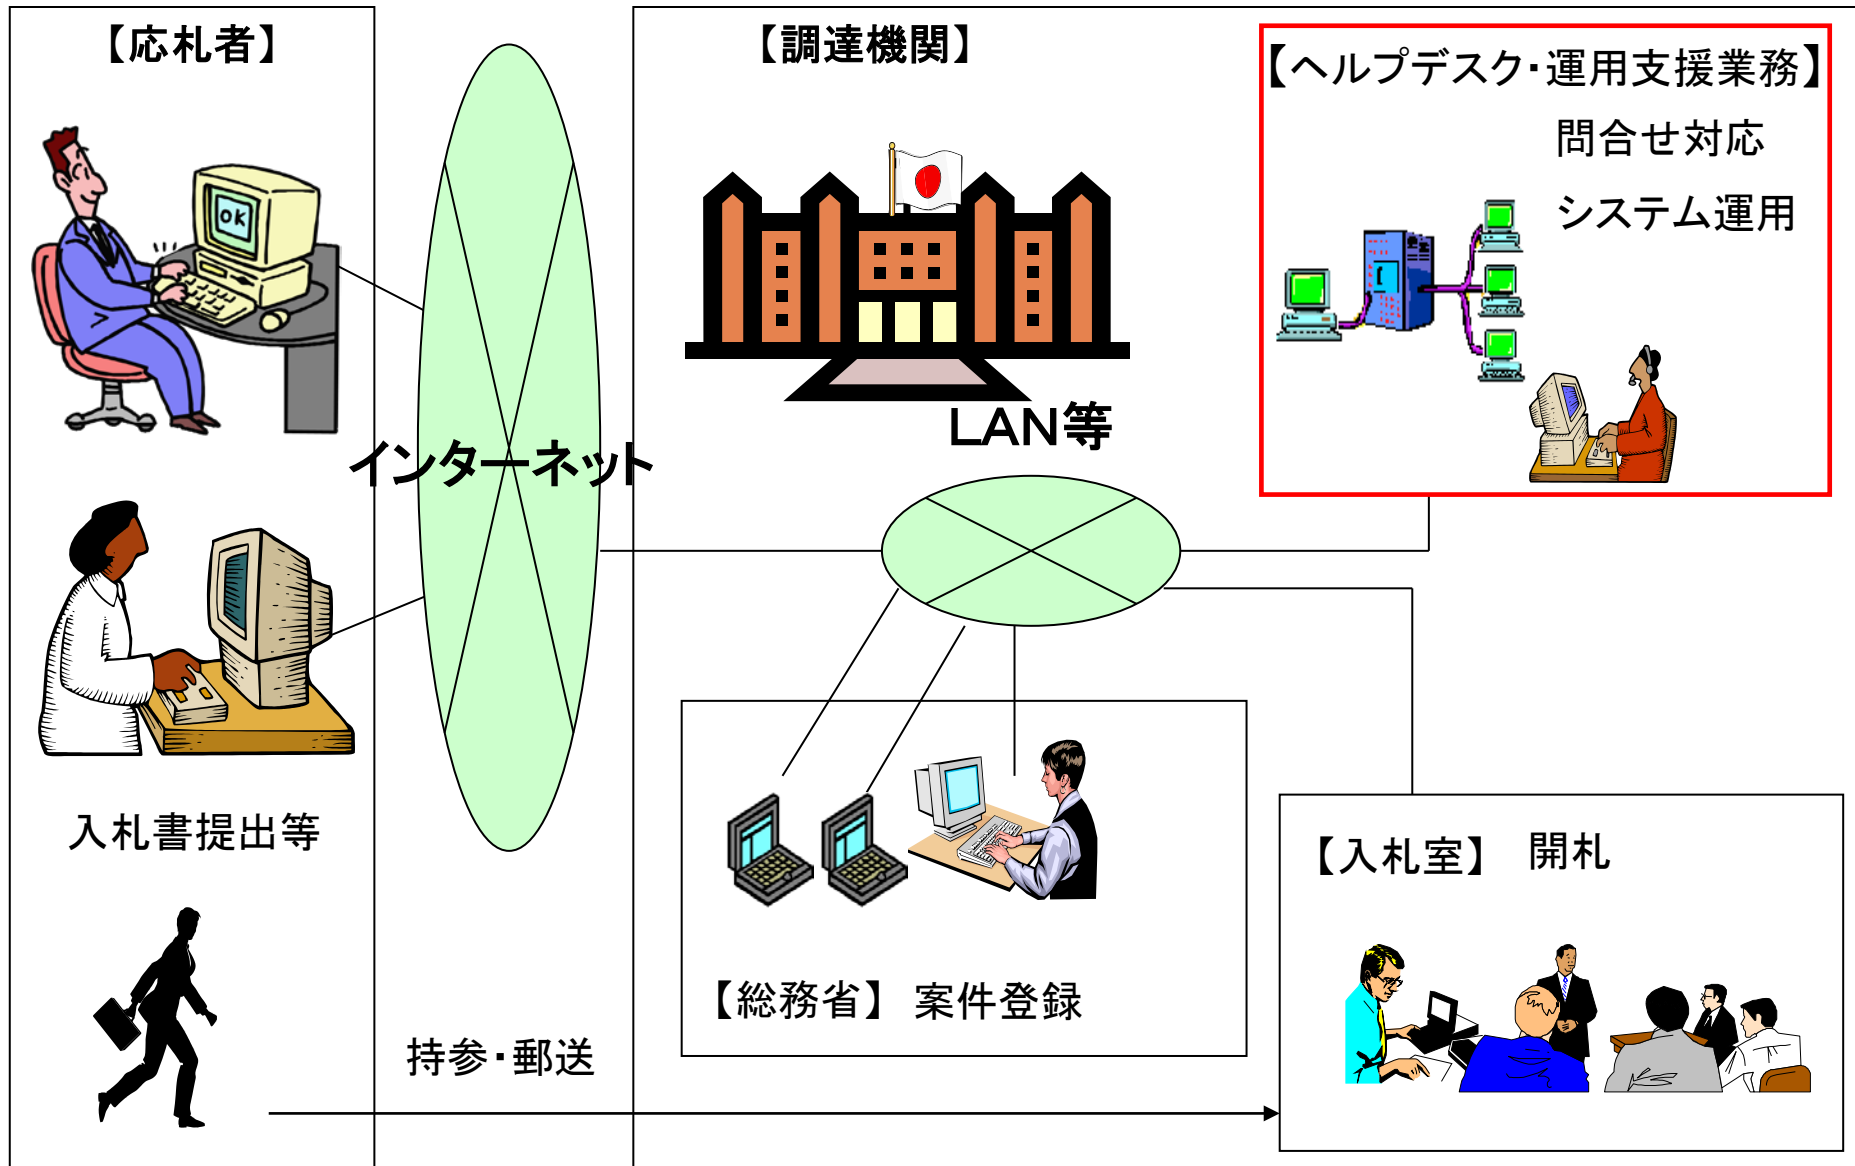 【応札者】
【調達機関】
【ヘルプデスク・運用支援業務】
問合せ対応
システム運用
OK
LAN等
インターネット
入札書提出等
【入札室】 開札
【総務省】 案件登録
持参・郵送